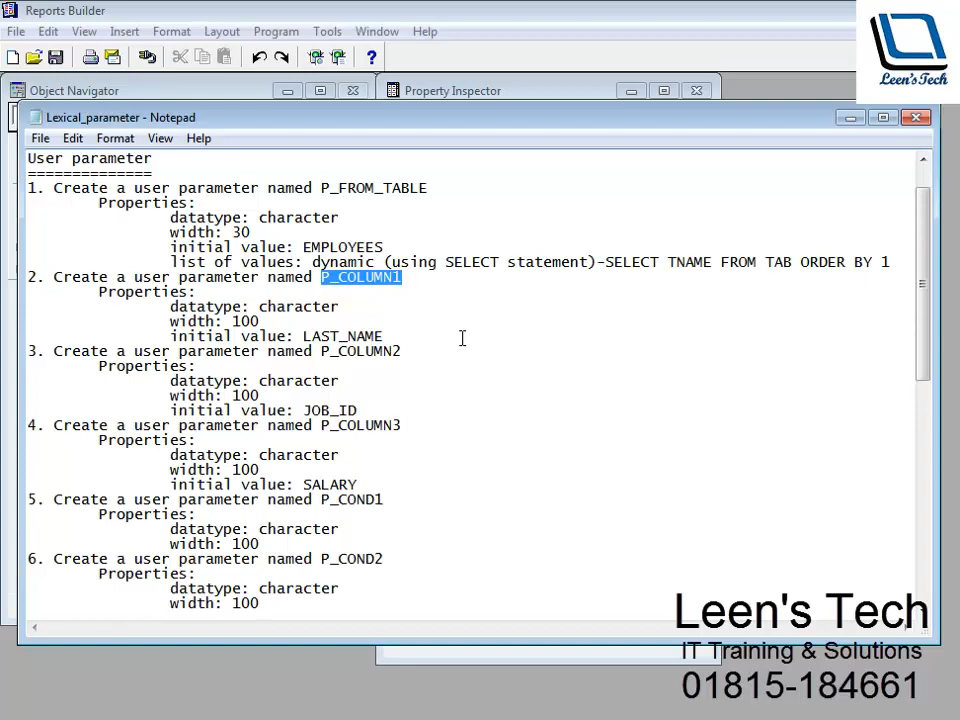 Reports Builder
File Edit View Insert Format Layout Program Tools Window Help
Leen'sTech
Object Navigator
Property Inspector
Lexical_parameter - Notepad
File Edit Format View Help
User parameter
==============
1. Create a user parameter named P_FROM_TABLE
Properties:
datatype: character
width: 30
initial value: EMPLOYEES
list of values: dynamic (using SELECT statement)-SELECT TNAME FROM TAB ORDER BY 1
2. Create a user parameter named P_COLUMN1
Properties:
datatype: character
width: 100
initial value: LAST_NAME
3. Create a user parameter named P_COLUMN2
Properties:
datatype: character
width: 100
initial value: JOB_ID
4. Create a user parameter named P_COLUMN3
Properties:
datatype: character
width: 100
initial value: SALARY
5. Create a user parameter named P_COND1
Properties:
datatype: character
width: 100
6. Create a user parameter named P_COND2
Properties:
datatype: character
width: 100
Leen's Tech
IT Training & Solutions
01815-184661